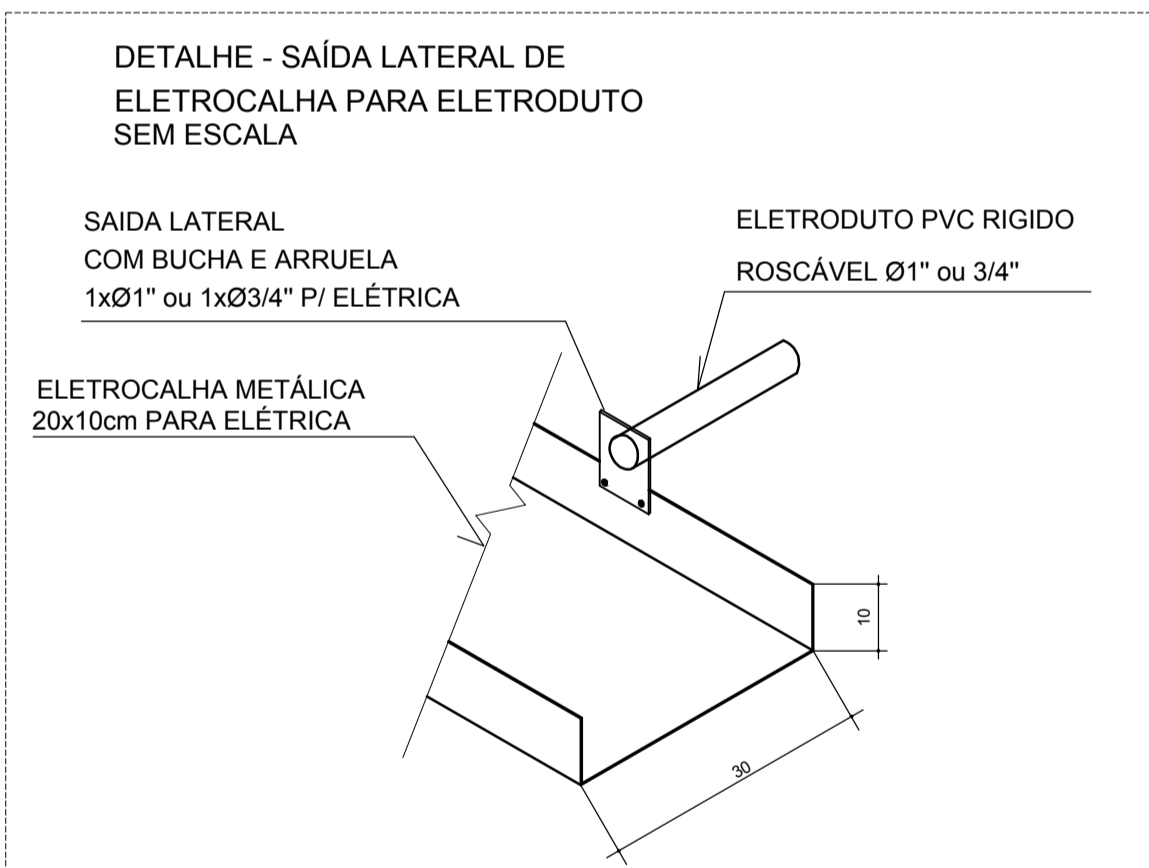 DETALHE - SAÍDA LATERAL DE
ELETROCALHA PARA ELETRODUTO
SEM ESCALA
SAIDA LATERAL
COM BUCHA E ARRUELA
1xØ1" ou 1xØ3/4" P/ ELÉTRICA
ELETRODUTO PVC RIGIDO
ROSCÁVEL Ø1" ou 3/4"
ELETROCALHA METÁLICA
20x10cm PARA ELÉTRICA
10
30